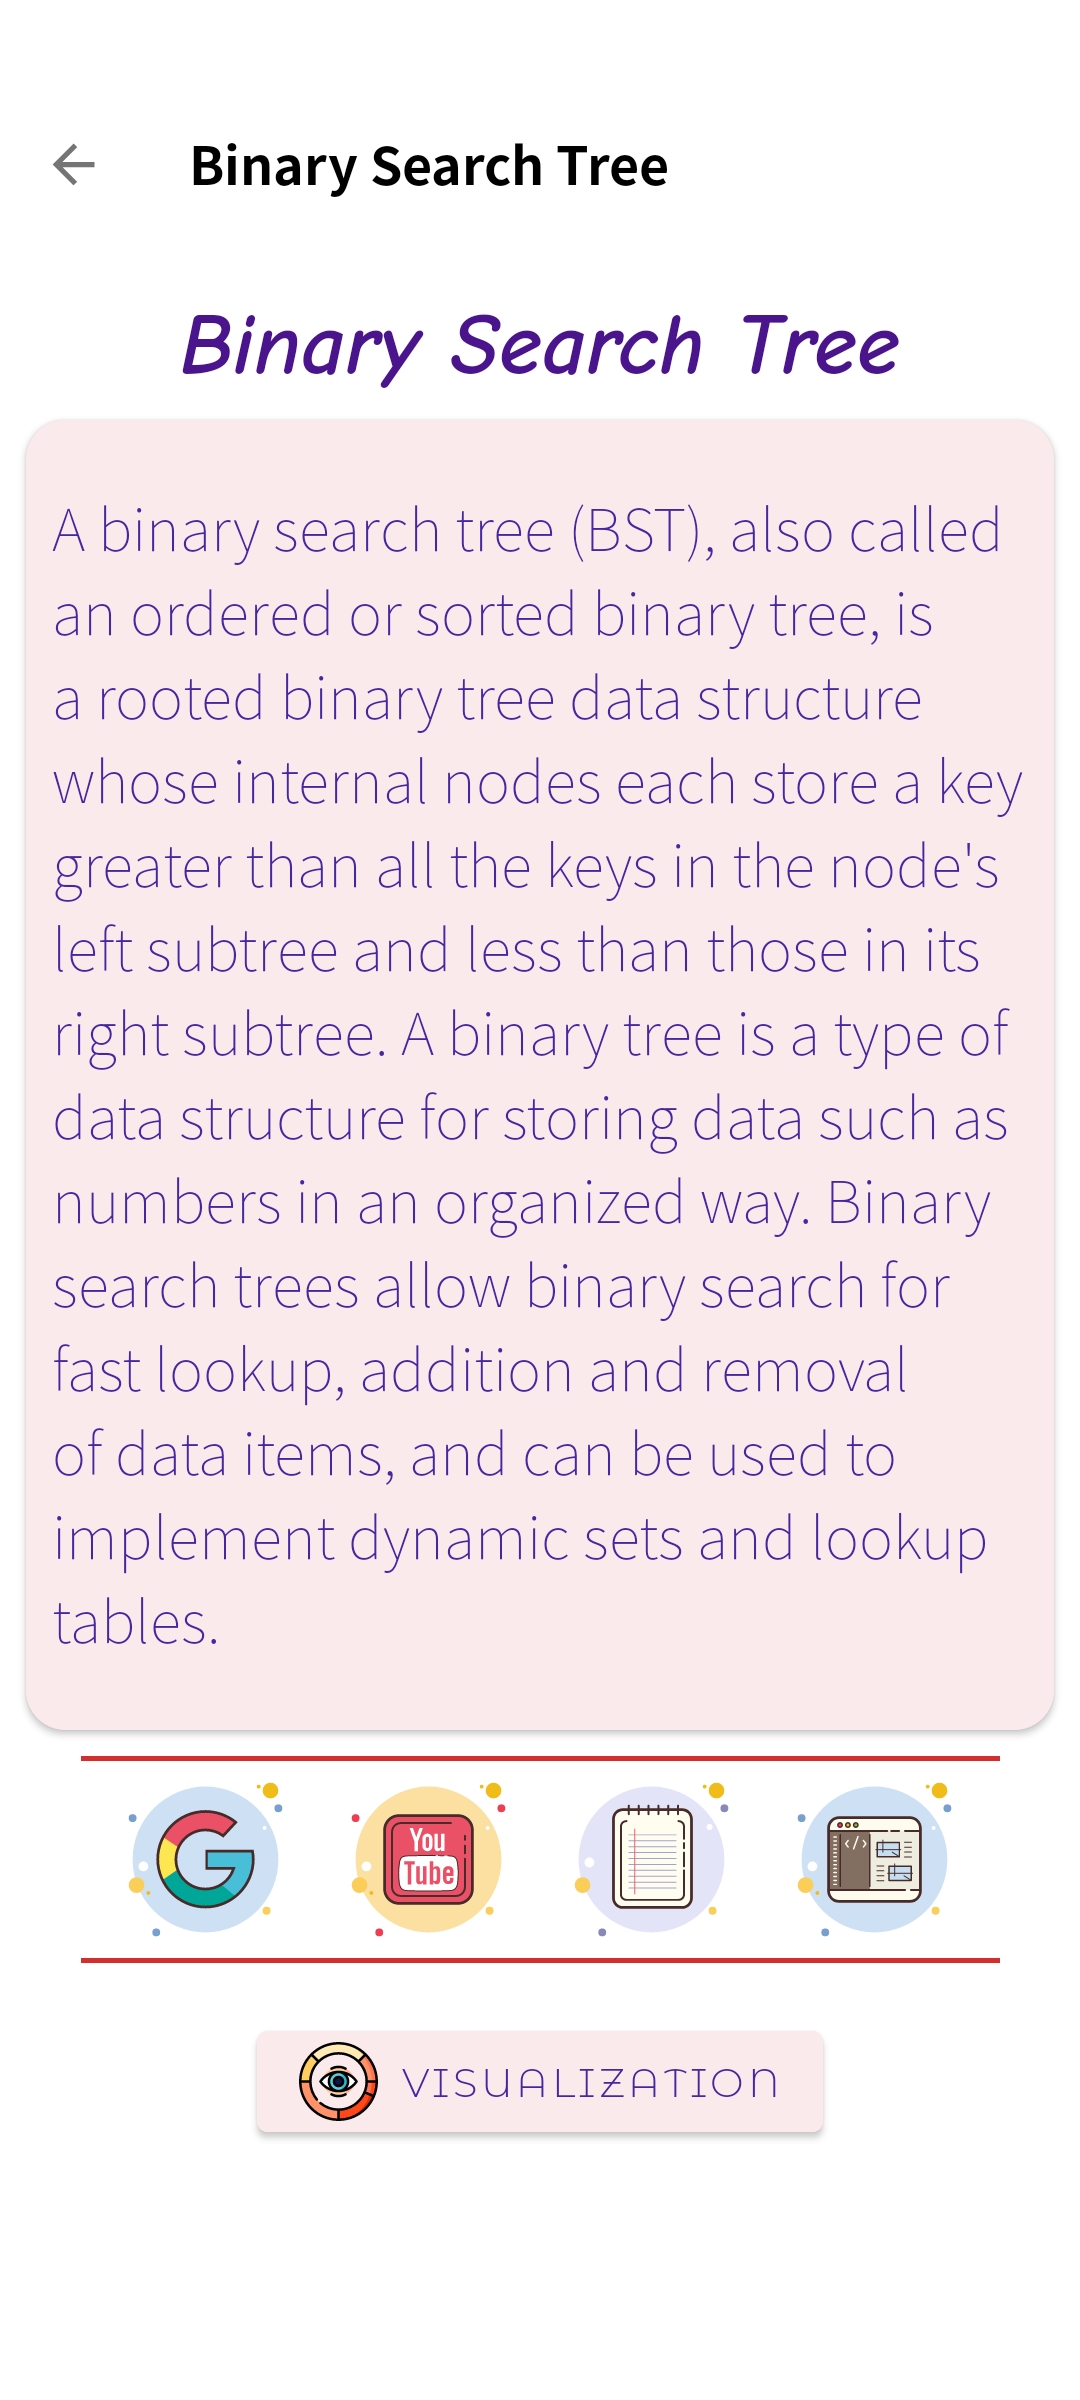 Binary Search Tree
Binary Search Tree
A binary search tree (BST), also called
an ordered or sorted binary tree, is
a rooted binary tree data structure
whose internal nodes each store a key
greater than all the keys in the node's
left subtree and less than those in its
right subtree. A binary tree is a type of
data structure for storing data such as
numbers in an organized way. Binary
search trees allow binary search for
fast lookup, addition and removal
of data items, and can be used to
implement dynamic sets and lookup
tables.
G
You
Tube
</>
VISUALIZATION